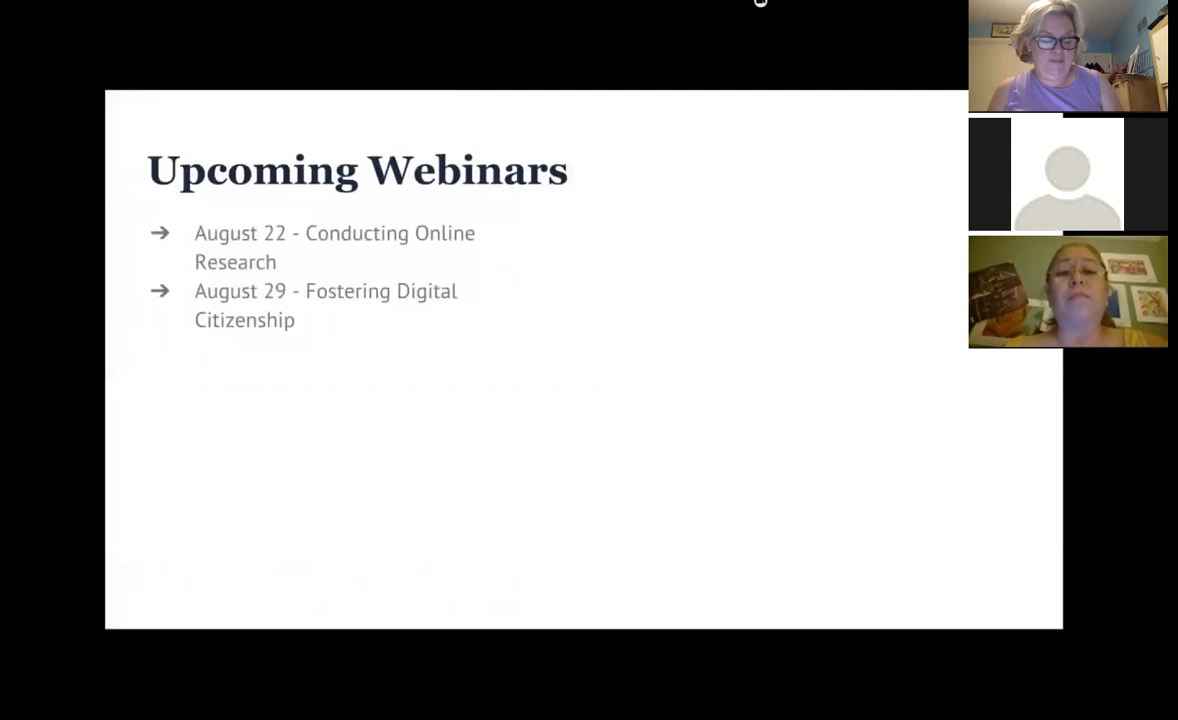 Upcoming Webinars
➔ August 22 - Conducting Online
Research
➔ August 29 - Fostering Digital
Citizenship